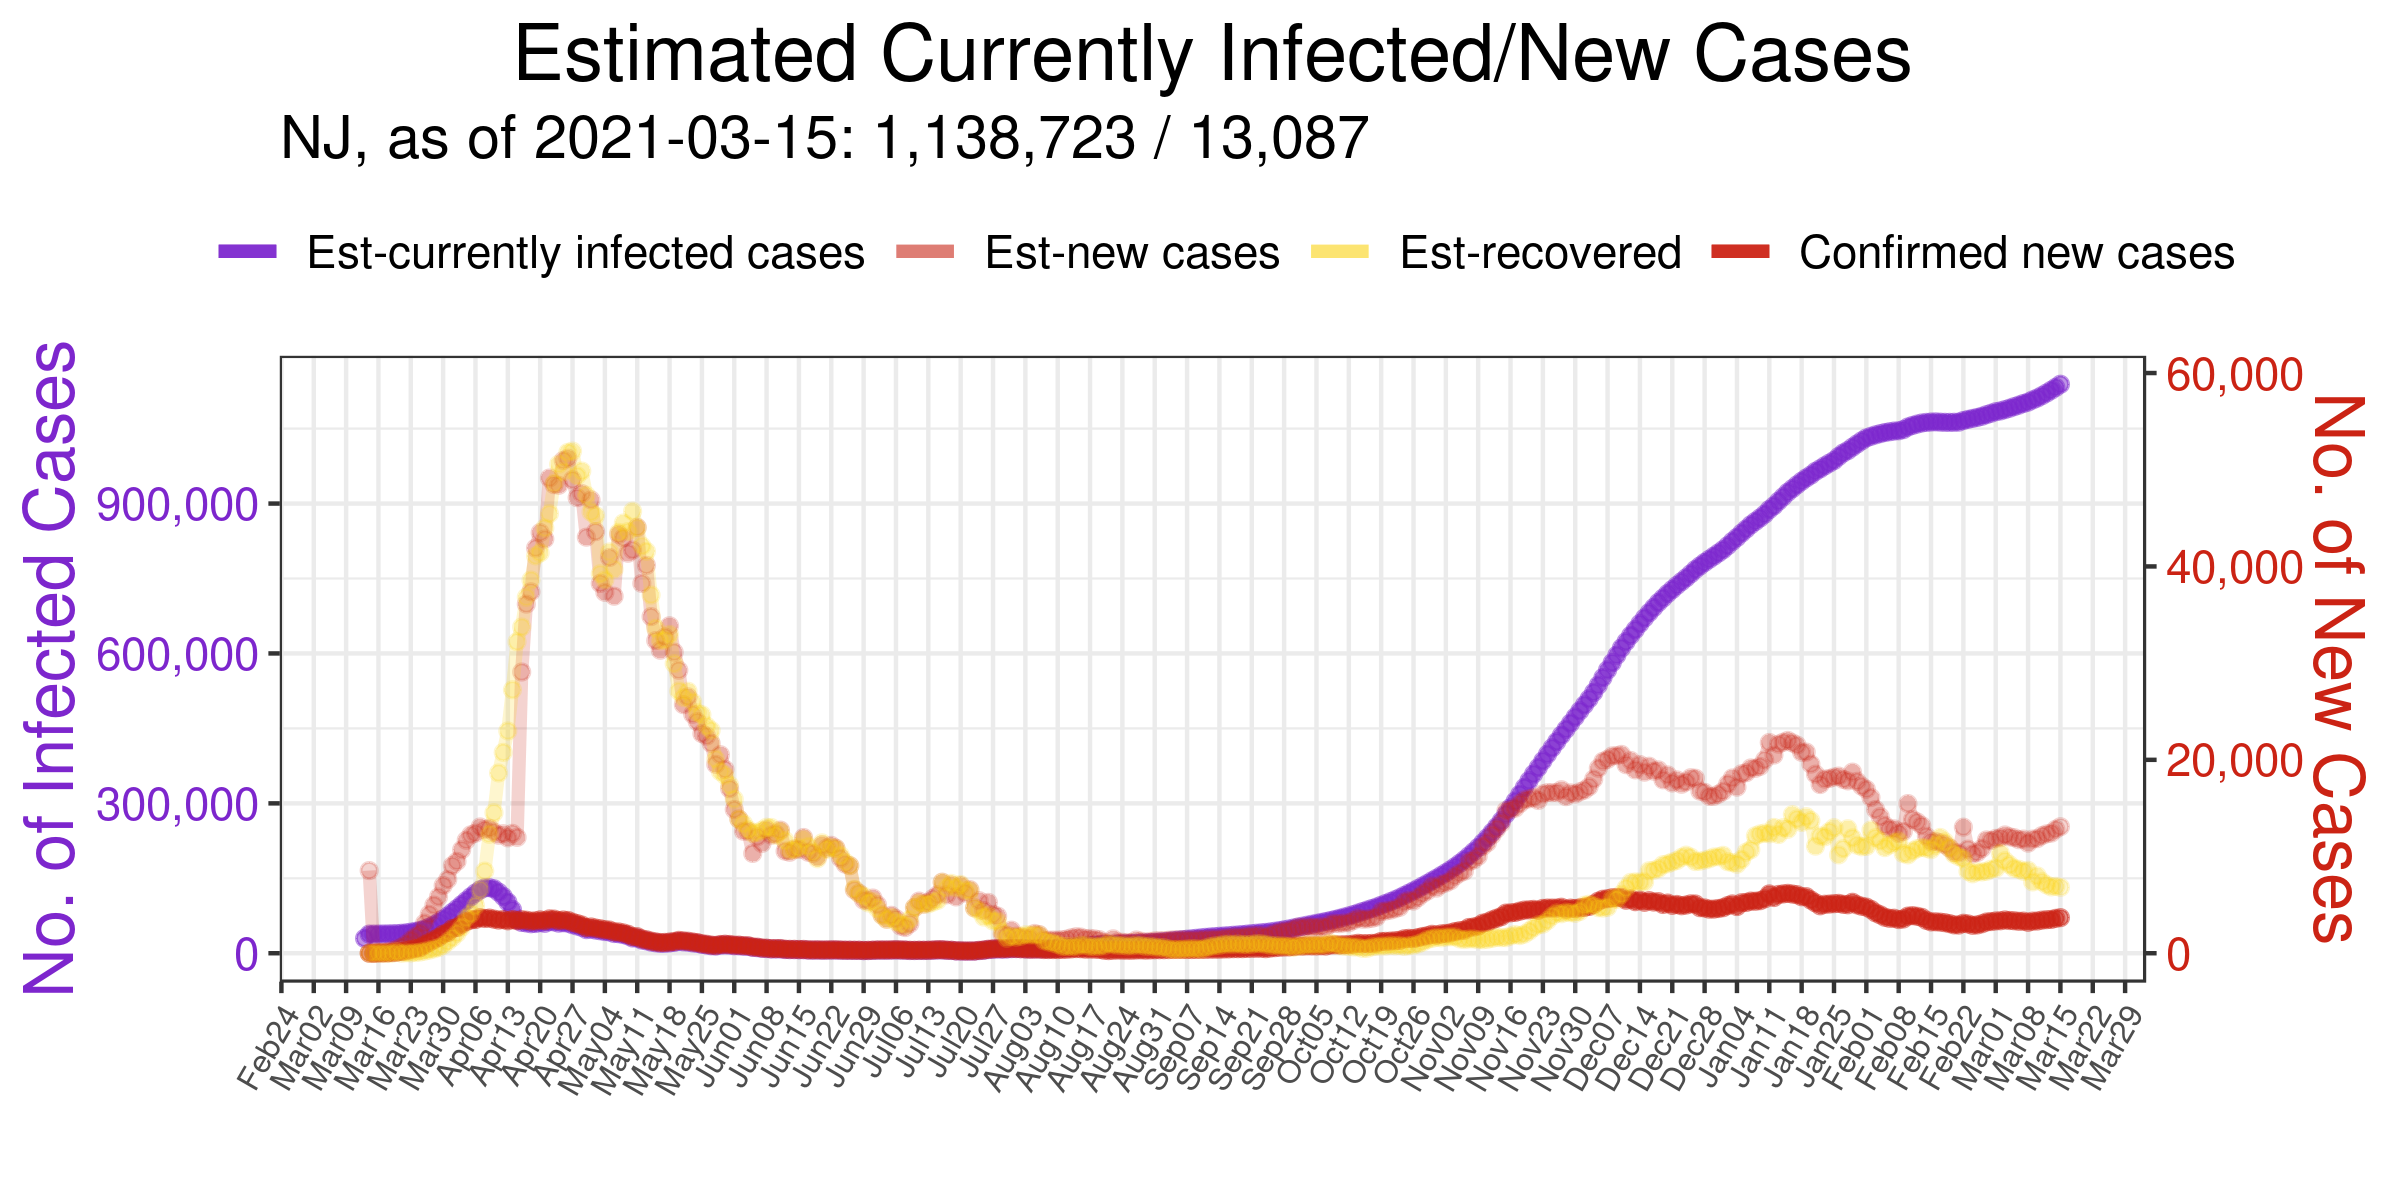 Estimated Currently Infected/New Cases
NJ, as of 2021-03-15: 1,138,723 / 13,087
Est-currently infected cases Est-new cases Est-recovered Confirmed new cases
No. of Infected Cases
900,000
600,000
300,000
0
60,000
40,000
20,000
0
No. of New Cases
Feb24 Mar02 Mar09 Mar16 Mar23 Mar30 Apr06 Apr13 Apr20 Apr27 May04 May11 May18 May25 Jun01 Jun08 Jun15 Jun22 Jun29 Jul06 Jul13 Jul20 Jul27 Aug03 Aug10 Aug17 Aug24 Aug31 Sep07 Sep14 Sep21 Sep28 Oct05 Oct12 Oct19 Oct26 Nov02 Nov09 Nov16 Nov23 Nov30 Dec07 Dec14 Dec21 Dec28 Jan04 Jan11 Jan18 Jan25 Feb01 Feb08 Feb15 Feb22 Mar01 Mar08 Mar15 Mar22 Mar29